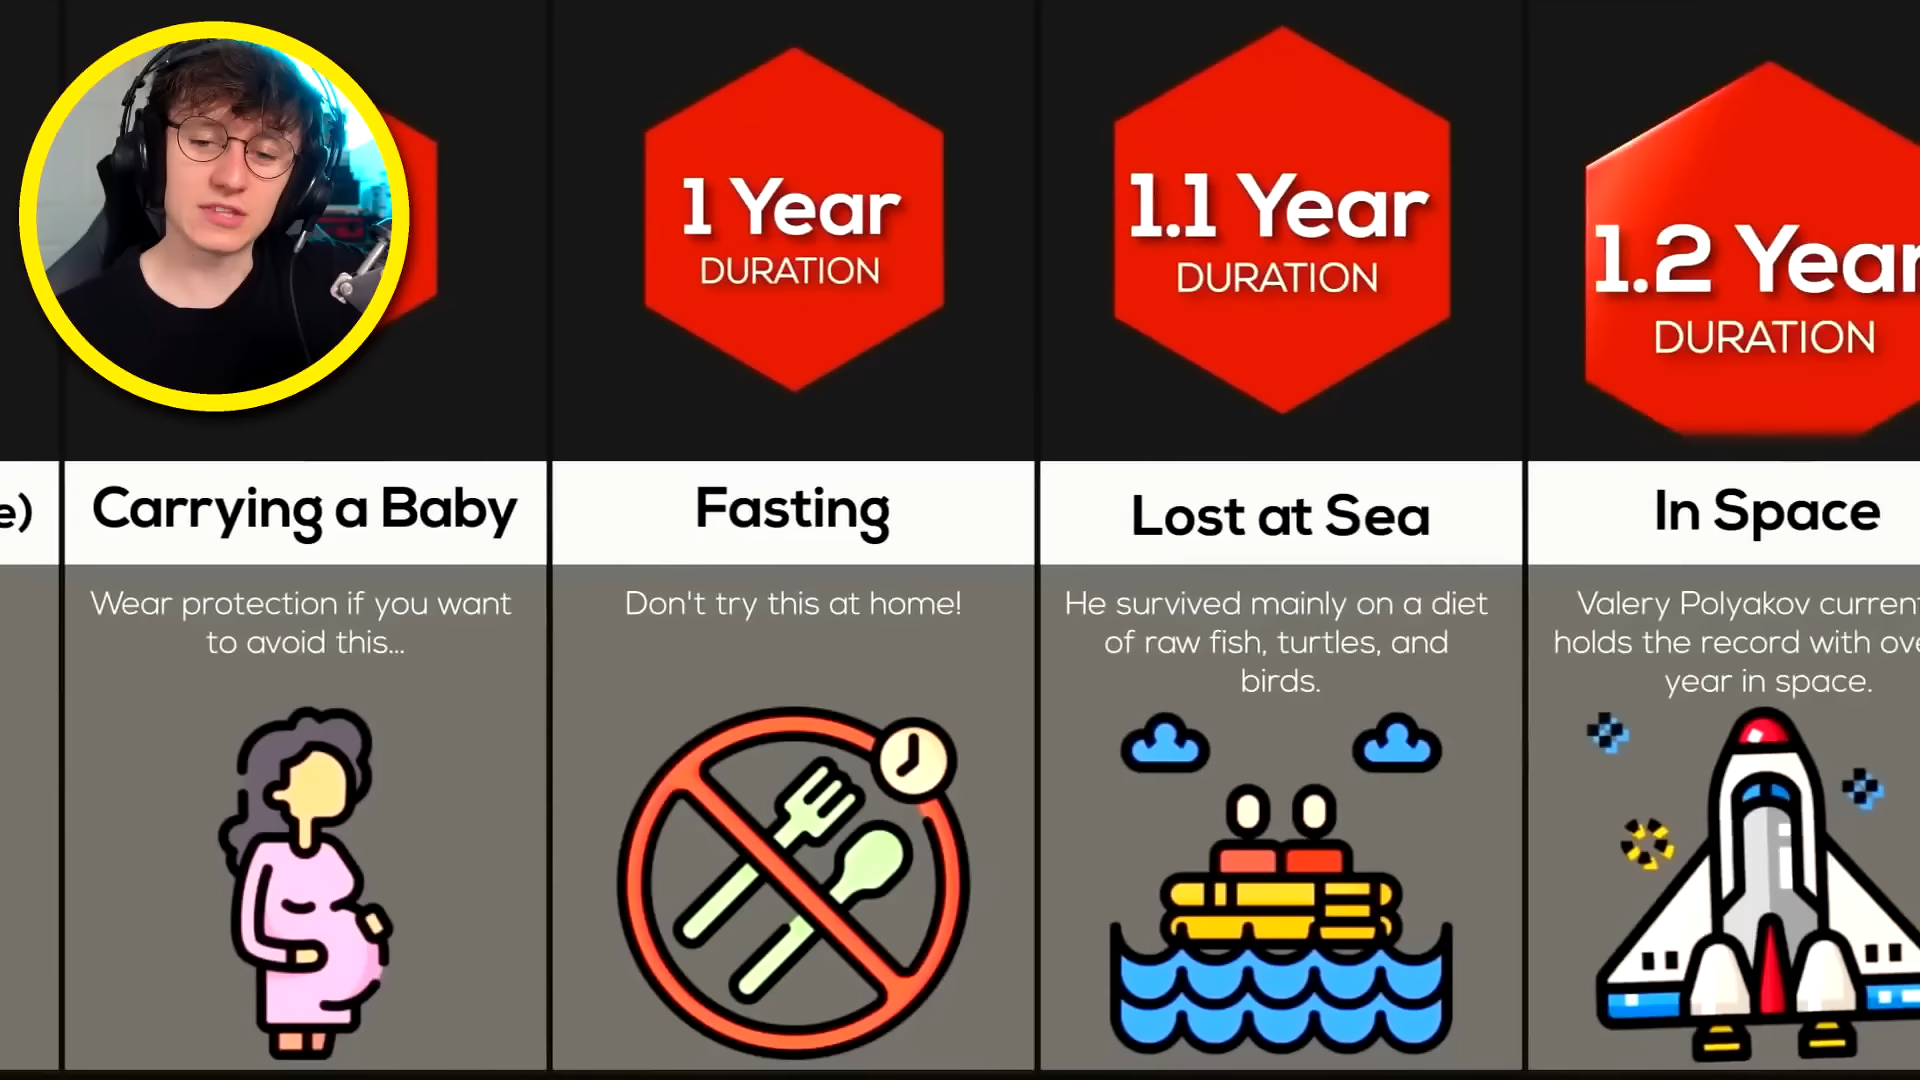 1 Year
DURATION
1.1 Year
DURATION
1.2 Year
DURATION
e)
Carrying a Baby
Fasting
Lost at Sea
In Space
Wear protection if you want
to avoid this...
Don't try this at home!
He survived mainly on a diet
of raw fish, turtles, and
birds.
Valery Polyakov
holds the record with
year in space.